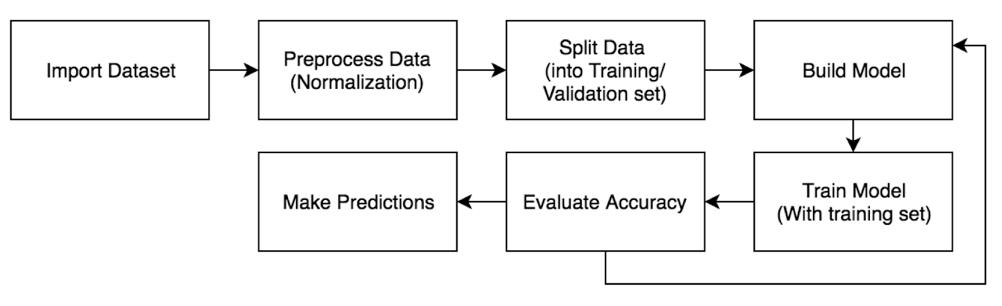 Import Dataset
Preprocess Data
(Normalization)
Split Data
(into Training/
Validation set)
Build Model
Train Model
(With training set)
Evaluate Accuracy
Make Predictions